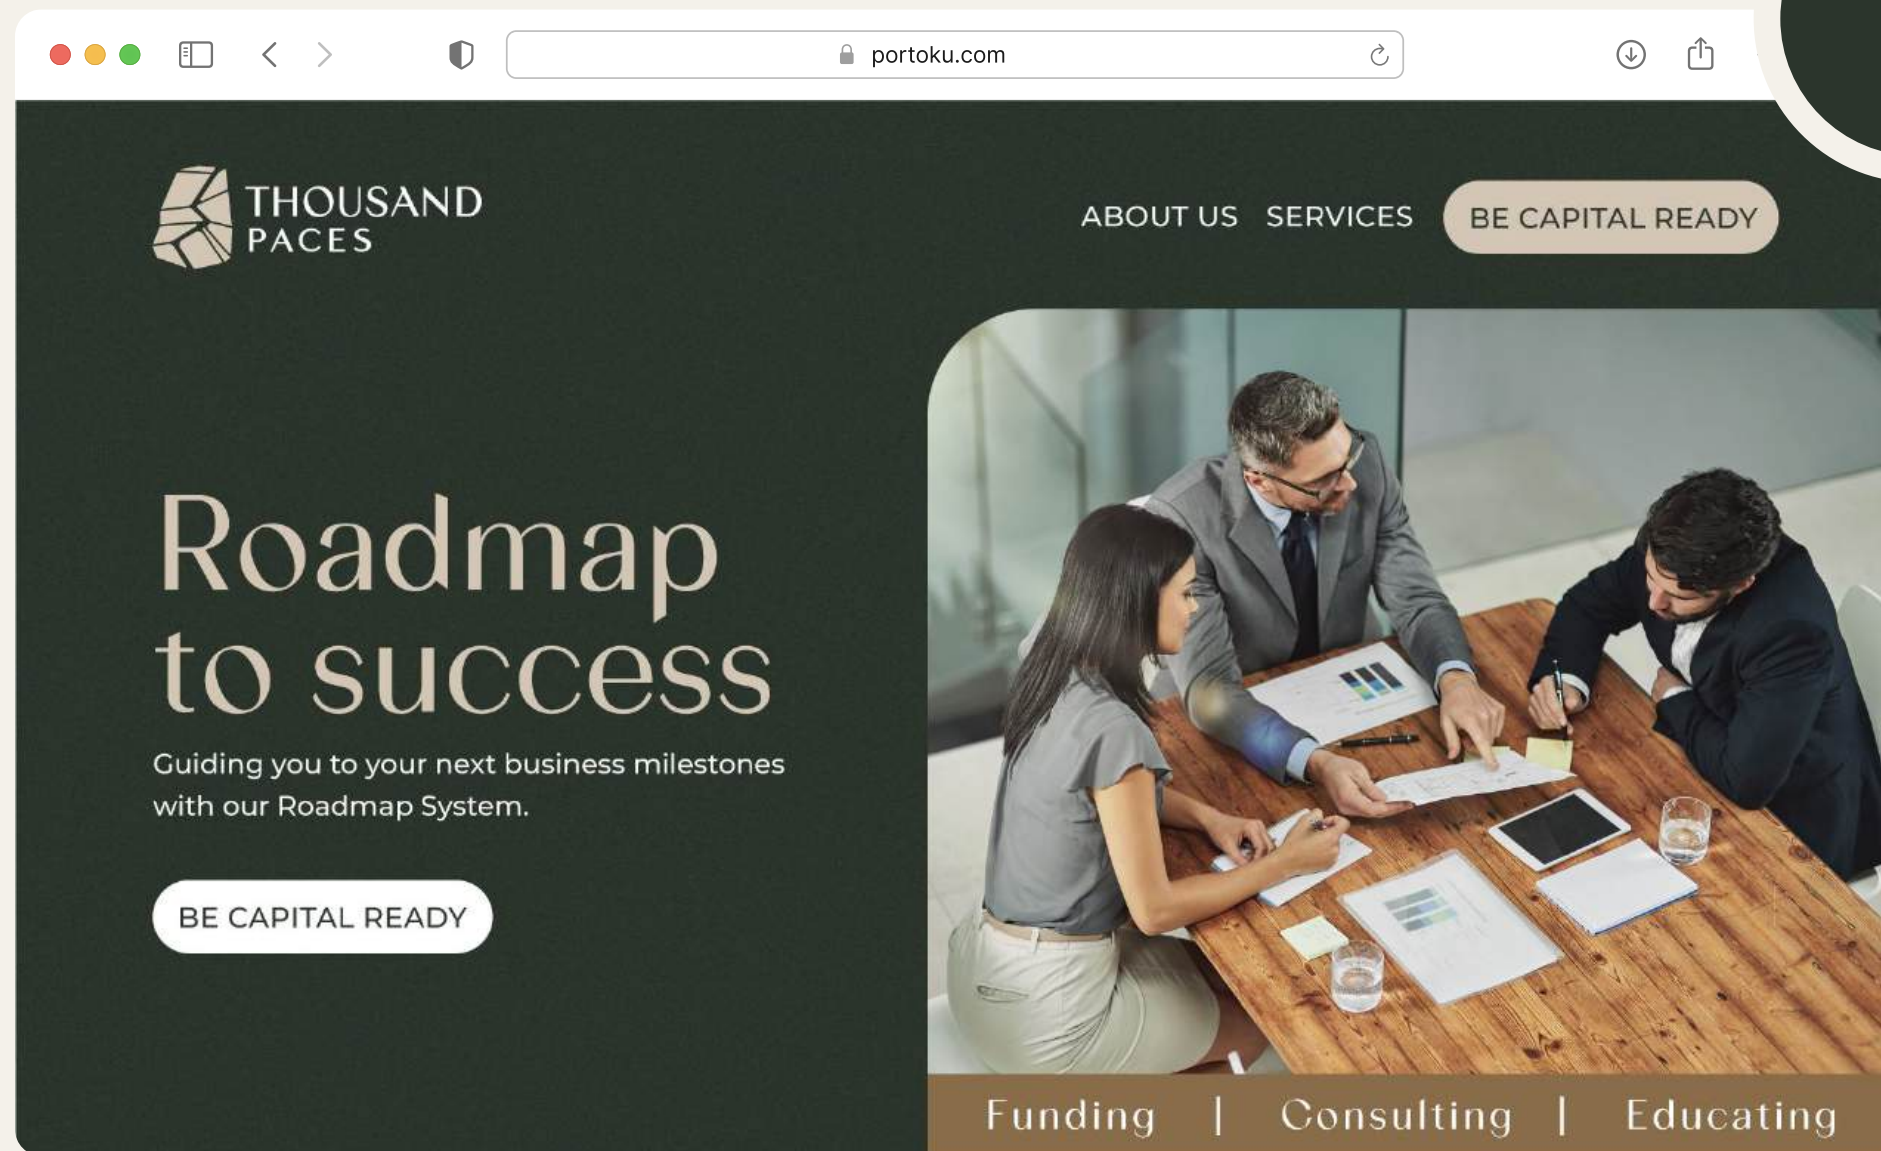 portoku.com
THOUSAND
PACES
ABOUT US
SERVICES
BE CAPITAL READY
Roadmap
to success
Guiding you to your next business milestones
with our Roadmap System.
BE CAPITAL READY
Funding | Consulting | Educating